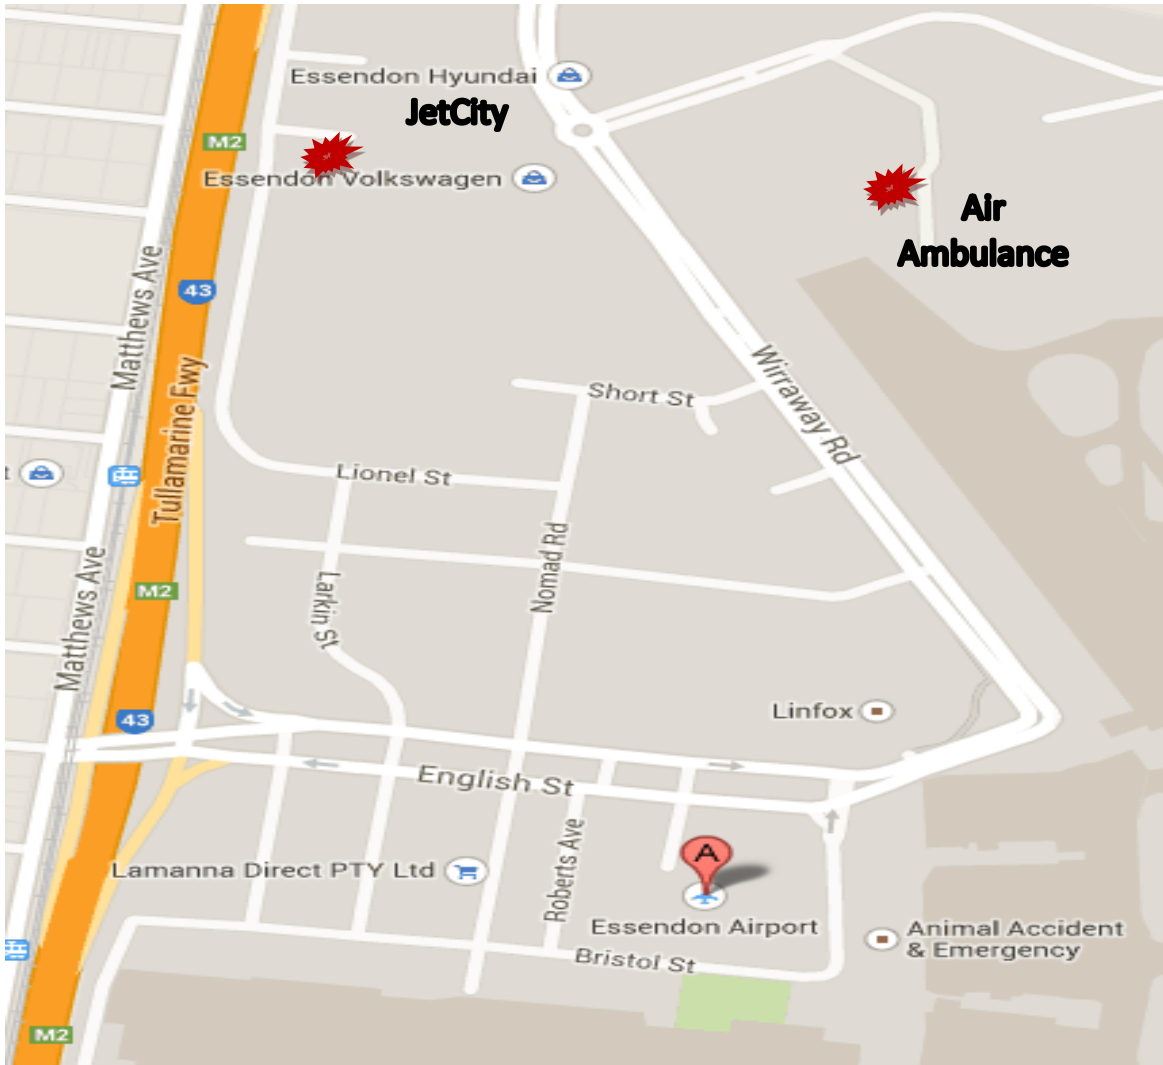 Essendon Hyundai
JetCity
M2
Essendon Volkswagen
Air
Ambulance
43
Matthews Ave
Tullamarine Fwy
Wirraway Rd
Short St
Lionel St
t
Nomad Rd
Larkin St
M2
Matthews Ave
43
Linfox
English St
Roberts Ave
A
Lamanna Direct PTY Ltd
Essendon Airport
Animal Accident
& Emergency
Bristol St
M2